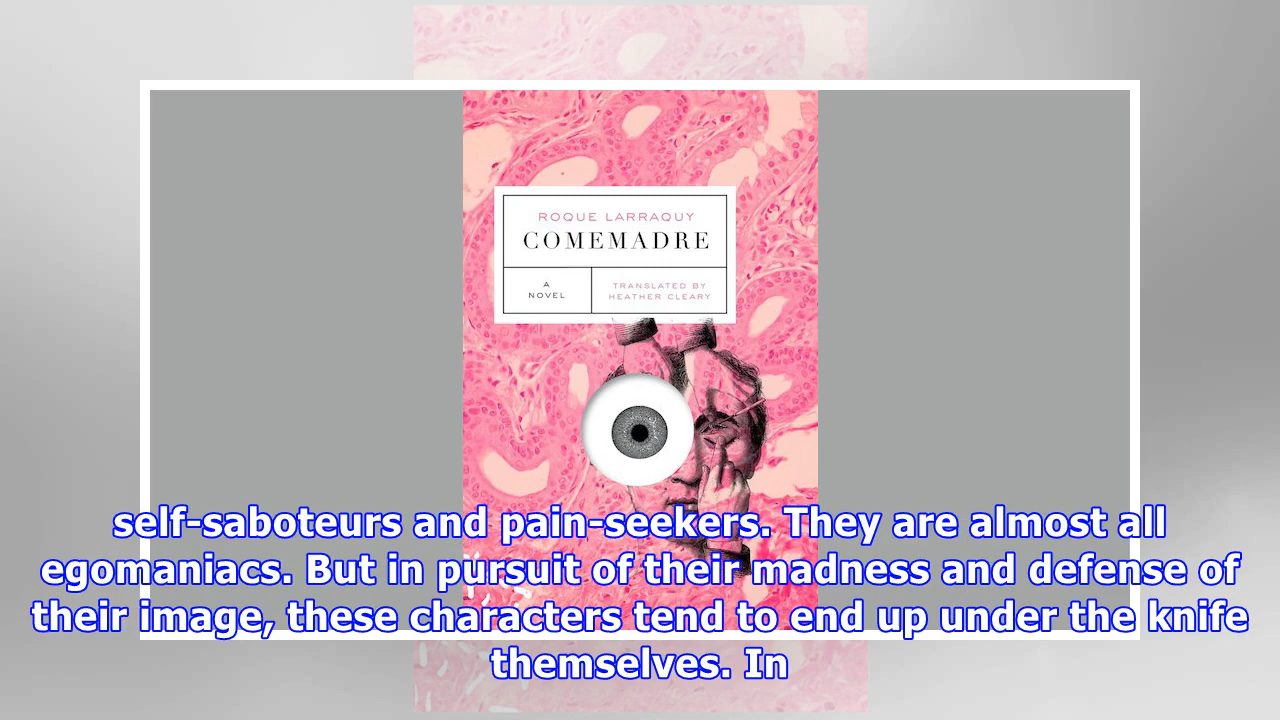 ROQUE LARRAQUY
COMEMADRE
A
NOVEL
TRANSLATED BY
HEATHER CLEARY
self-saboteurs and pain-seekers. They are almost all
egomaniacs. But in pursuit of their madness and defense of
their image, these characters tend to end up under the knife
themselves. In